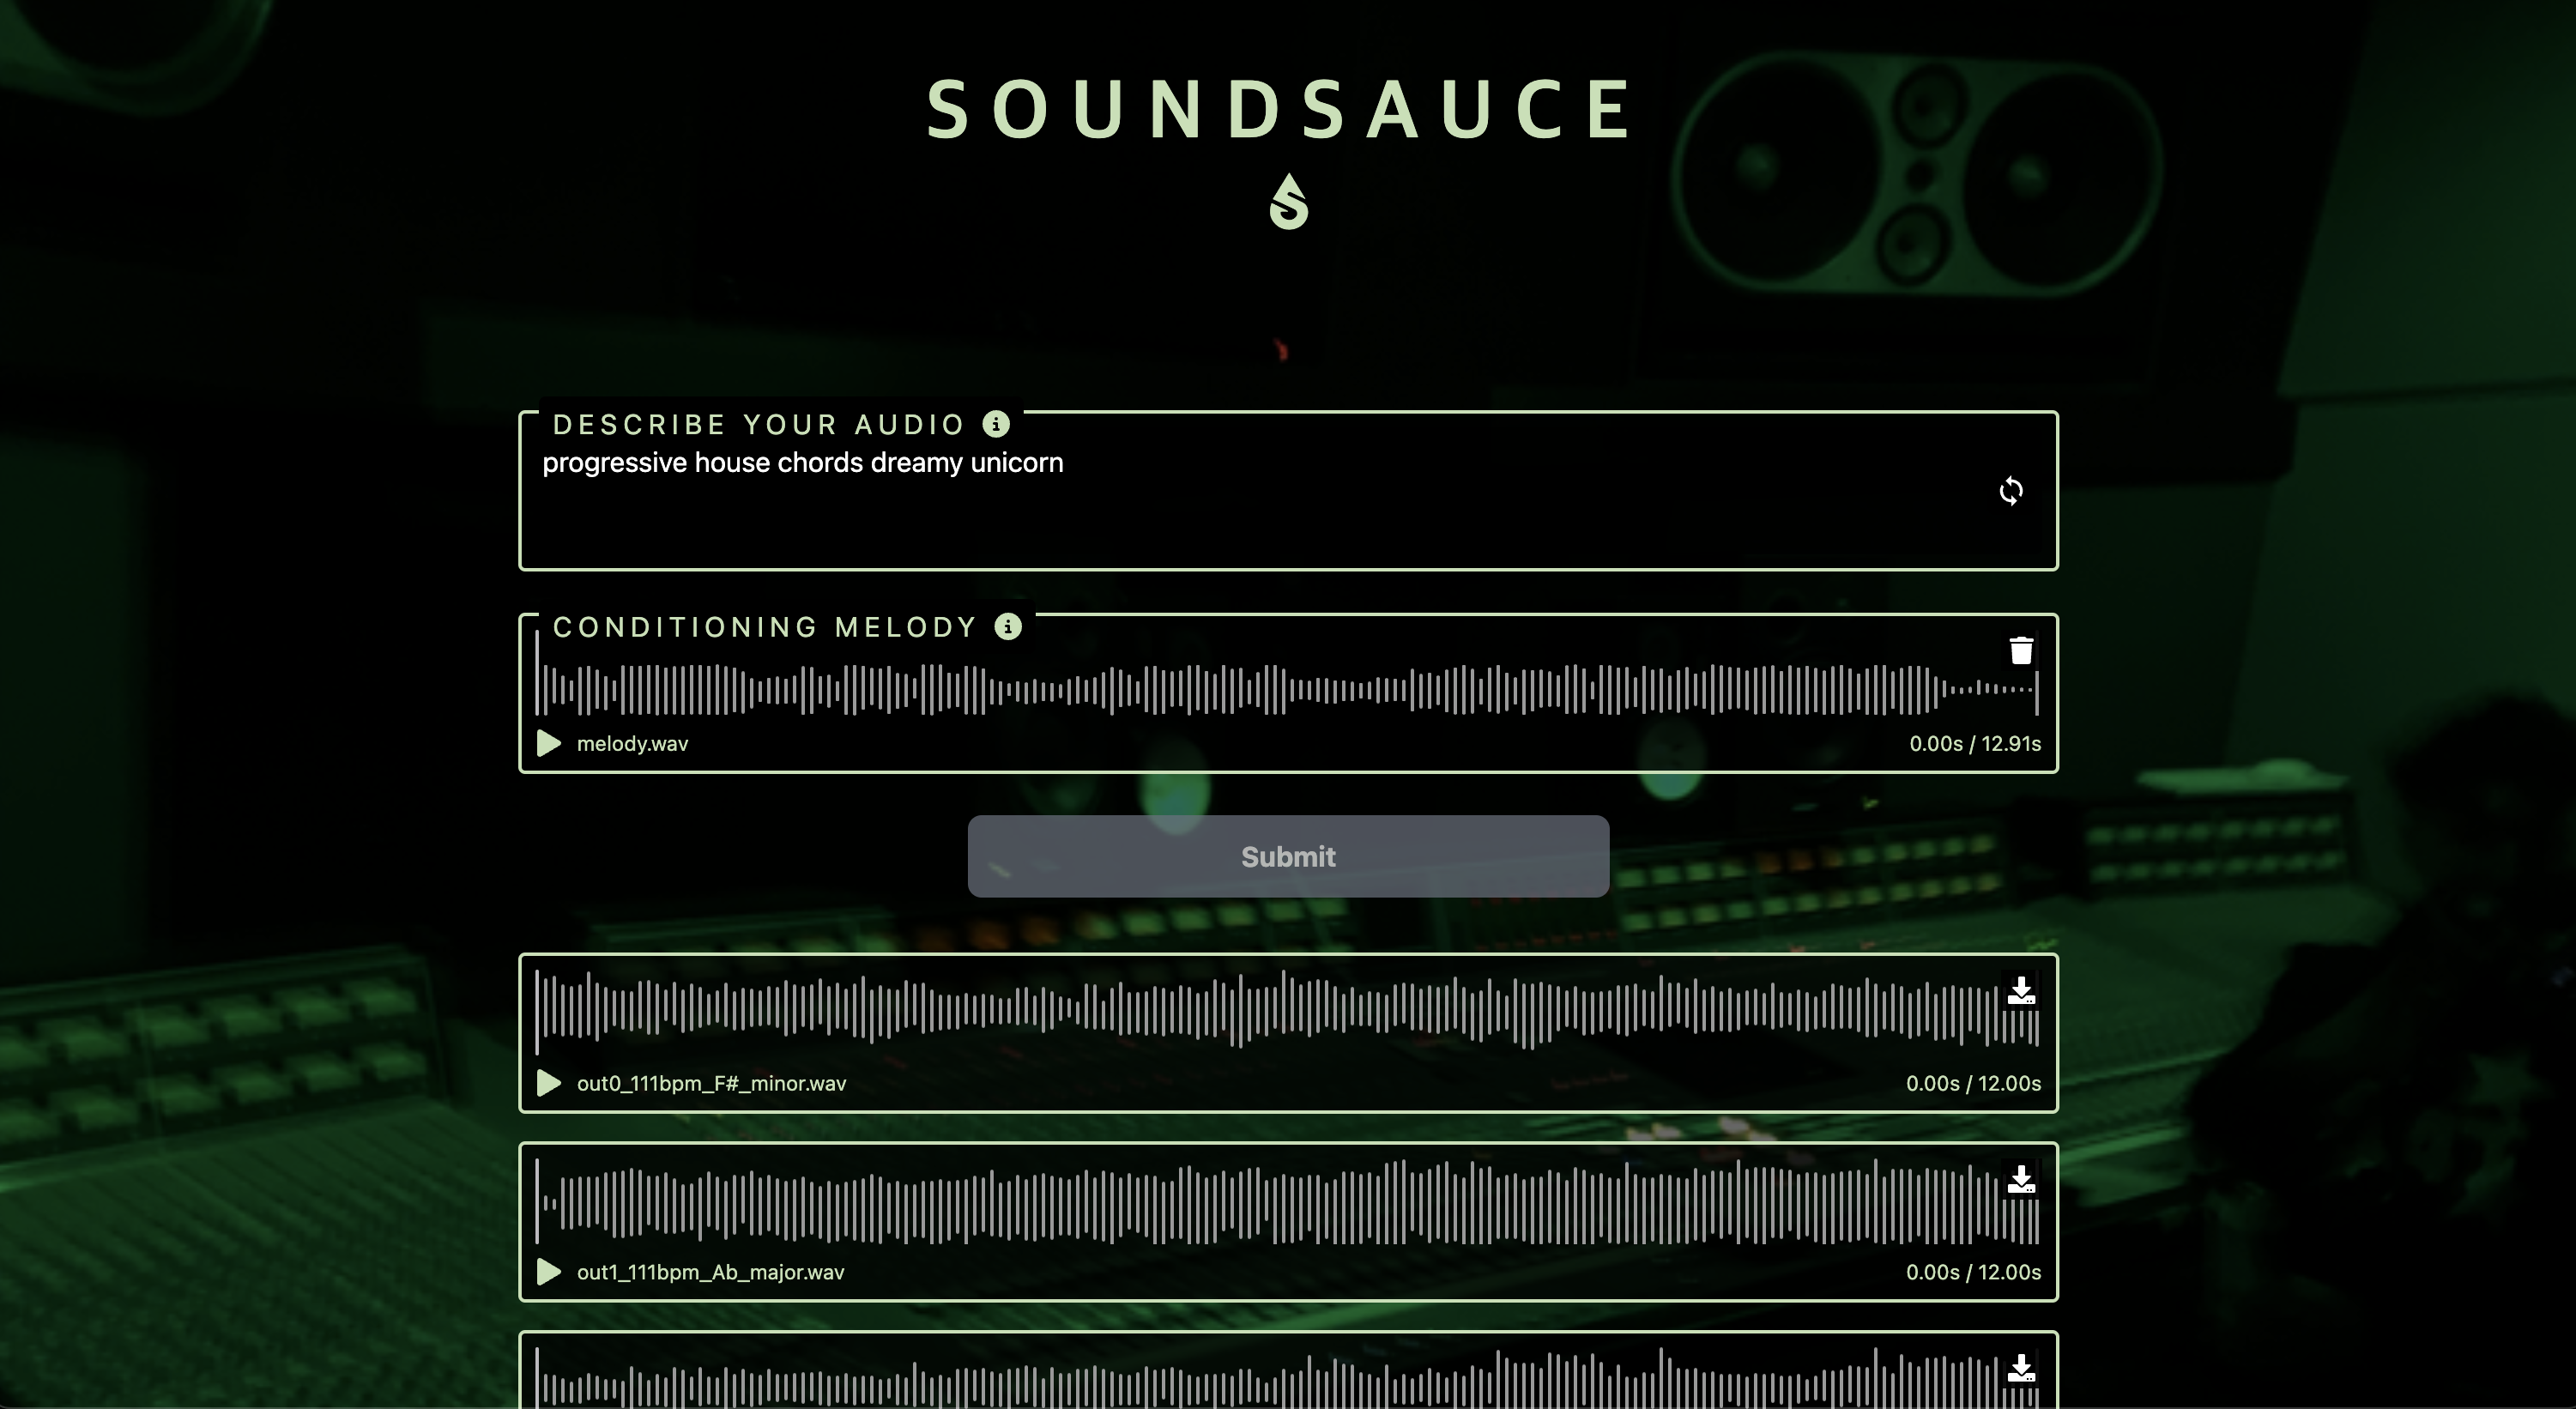 SOUNDSAUCE
DESCRIBE YOUR AUDIO
progressive house chords dreamy unicorn
CONDITIONING MELODY
melody.wav 0.00s / 12.91s
Submit
out0_111bpm_F#_minor.wav 0.00s / 12.00s
out1_111bpm_Ab_major.wav 0.00s / 12.00s